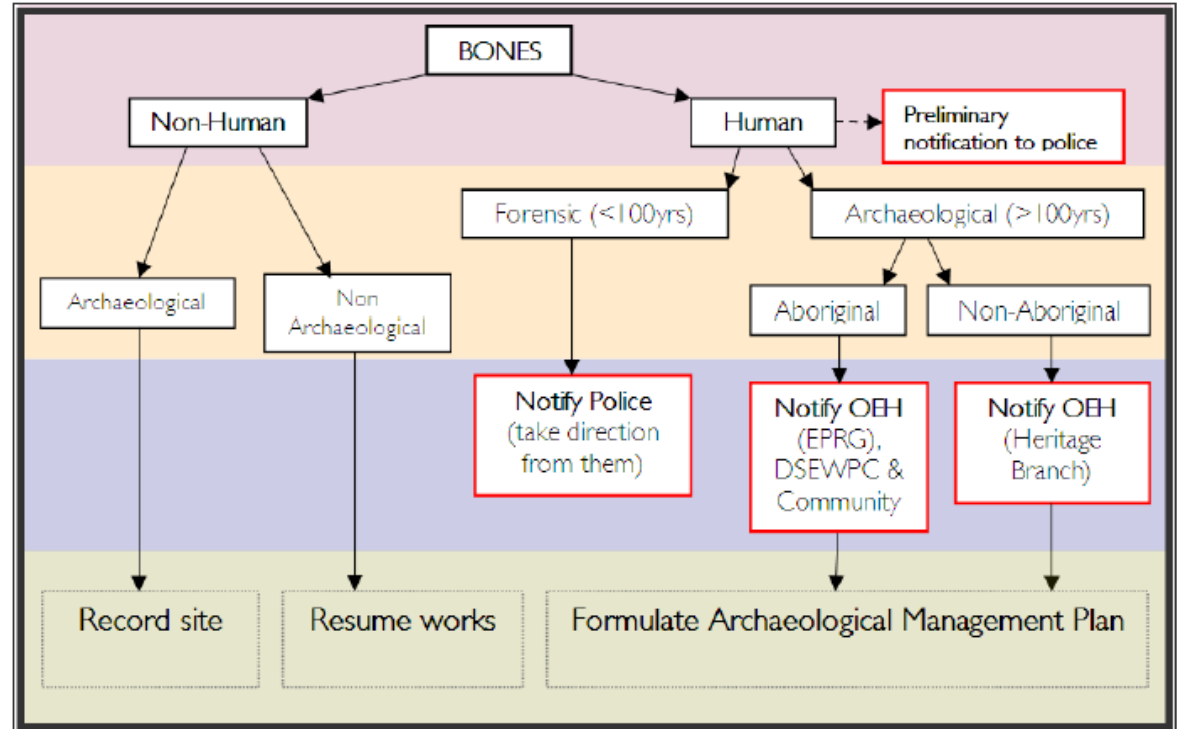 BONES
Non-Human
Human
Preliminary
notification to police
Forensic (<100yrs)
Archaeological (>100yrs)
Archaeological
Non
Archaeological
Aboriginal
Non-Aboriginal
Notify Police
(take direction
from them)
Notify OEH
(EPRG),
DSEWPC &
Community
Notify OEH
(Heritage
Branch)
Record site
Resume works
Formulate Archaeological Management Plan